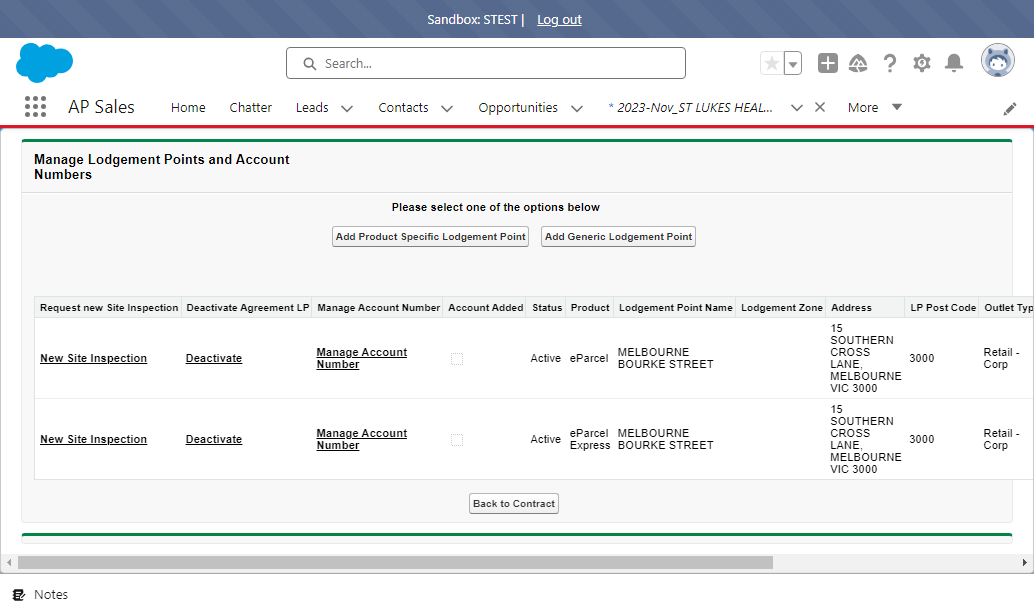 Sandbox: STEST | Log out
Search...
AP Sales Home Chatter Leads Contacts Opportunities * 2023-Nov_ST LUKES HEAL... More
Manage Lodgement Points and Account
Numbers
Please select one of the options below
Add Product Specific Lodgement Point Add Generic Lodgement Point
Request new Site Inspection Deactivate Agreement LP Manage Account Number Account Added Status Product Lodgement Point Name Lodgement Zone Address LP Post Code Outlet Typ
New Site Inspection
Deactivate
Manage Account
Number
Active
eParcel
MELBOURNE
BOURKE STREET
15
SOUTHERN
CROSS
LANE,
MELBOURNE
VIC 3000
3000
Retail -
Corp
New Site Inspection
Deactivate
Manage Account
Number
Active
eParcel
Express
MELBOURNE
BOURKE STREET
15
SOUTHERN
CROSS
LANE,
MELBOURNE
VIC 3000
3000
Retail -
Corp
Back to Contract
Notes